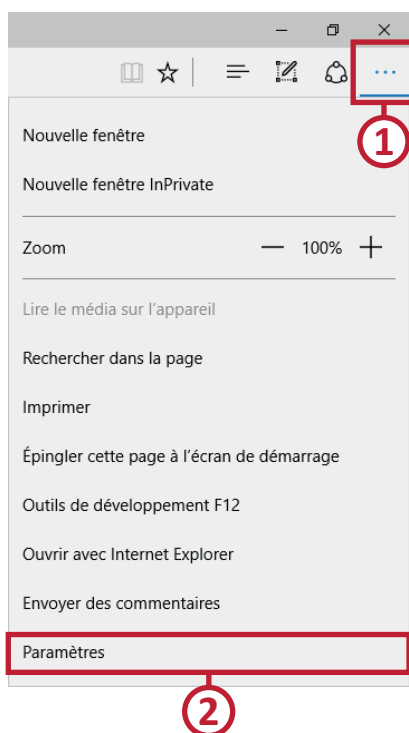 1
Nouvelle fenêtre
Nouvelle fenêtre InPrivate
Zoom — 100% +
Lire le média sur l'appareil
Rechercher dans la page
Imprimer
Épingler cette page à l'écran de démarrage
Outils de développement F12
Ouvrir avec Internet Explorer
Envoyer des commentaires
Paramètres
2